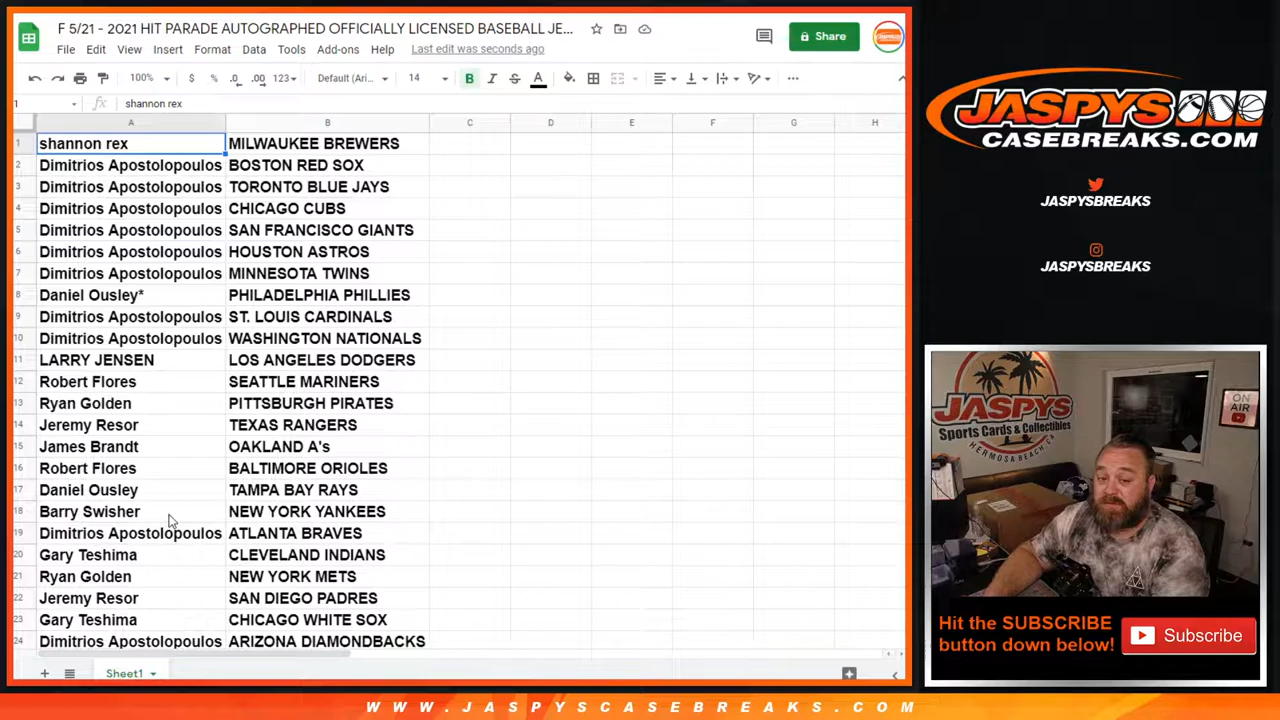 F 5/21 - 2021 HIT PARADE AUTOGRAPHED OFFICIALLY LICENSED BASEBALL JE...
File Edit View Insert Format Data Tools Add-ons Help Last edit was seconds ago
Share
100% $ % .0 .00 123 Default (Ari... 14 B I S A
1 fx shannon rex
A B C D E F G H
1 shannon rex MILWAUKEE BREWERS
2 Dimitrios Apostolopoulos BOSTON RED SOX
3 Dimitrios Apostolopoulos TORONTO BLUE JAYS
4 Dimitrios Apostolopoulos CHICAGO CUBS
5 Dimitrios Apostolopoulos SAN FRANCISCO GIANTS
6 Dimitrios Apostolopoulos HOUSTON ASTROS
7 Dimitrios Apostolopoulos MINNESOTA TWINS
8 Daniel Ousley* PHILADELPHIA PHILLIES
9 Dimitrios Apostolopoulos ST. LOUIS CARDINALS
10 Dimitrios Apostolopoulos WASHINGTON NATIONALS
11 LARRY JENSEN LOS ANGELES DODGERS
12 Robert Flores SEATTLE MARINERS
13 Ryan Golden PITTSBURGH PIRATES
14 Jeremy Resor TEXAS RANGERS
15 James Brandt OAKLAND A's
16 Robert Flores BALTIMORE ORIOLES
17 Daniel Ousley TAMPA BAY RAYS
18 Barry Swisher NEW YORK YANKEES
19 Dimitrios Apostolopoulos ATLANTA BRAVES
20 Gary Teshima CLEVELAND INDIANS
21 Ryan Golden NEW YORK METS
22 Jeremy Resor SAN DIEGO PADRES
23 Gary Teshima CHICAGO WHITE SOX
24 Dimitrios Apostolopoulos ARIZONA DIAMONDBACKS
Sheet1
JASPYS
CASEBREAKS.COM
JASPYSBREAKS
JASPYSBREAKS
JASPYS
Sports Cards & Collectibles
HERMOSA BEACH, CA
ON AIR
Hit the SUBSCRIBE
button down below!
Subscribe
WWW.JASPYSCASEBREAKS.COM